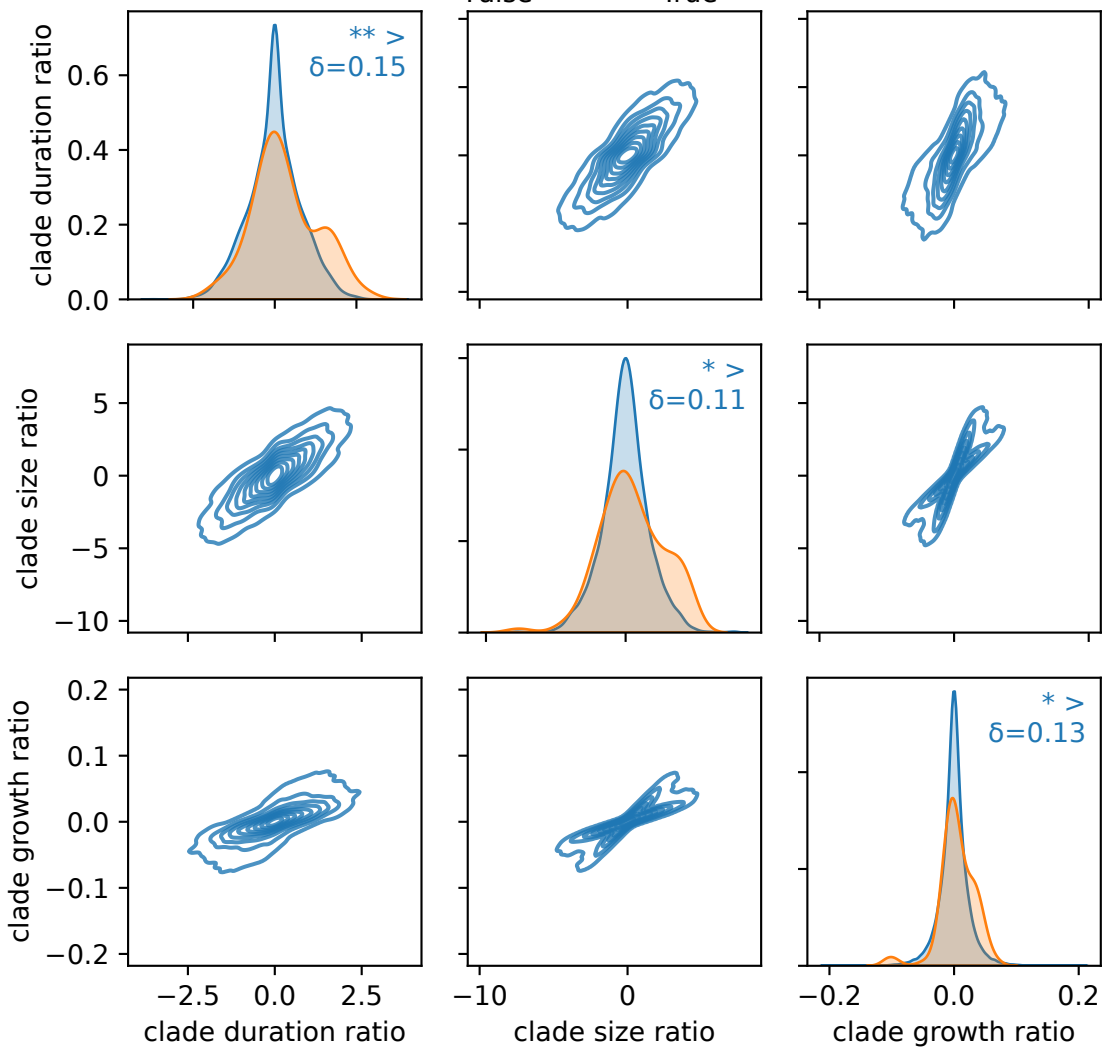 clade duration ratio
0.6
0.4
0.2
0.0
** >
δ=0.15
clade size ratio
5
0
−5
−10
* >
δ=0.11
clade growth ratio
0.2
0.1
0.0
−0.1
−0.2
* >
δ=0.13
−2.5 0.0 2.5
−10 0
−0.2 0.0 0.2
clade duration ratio
clade size ratio
clade growth ratio